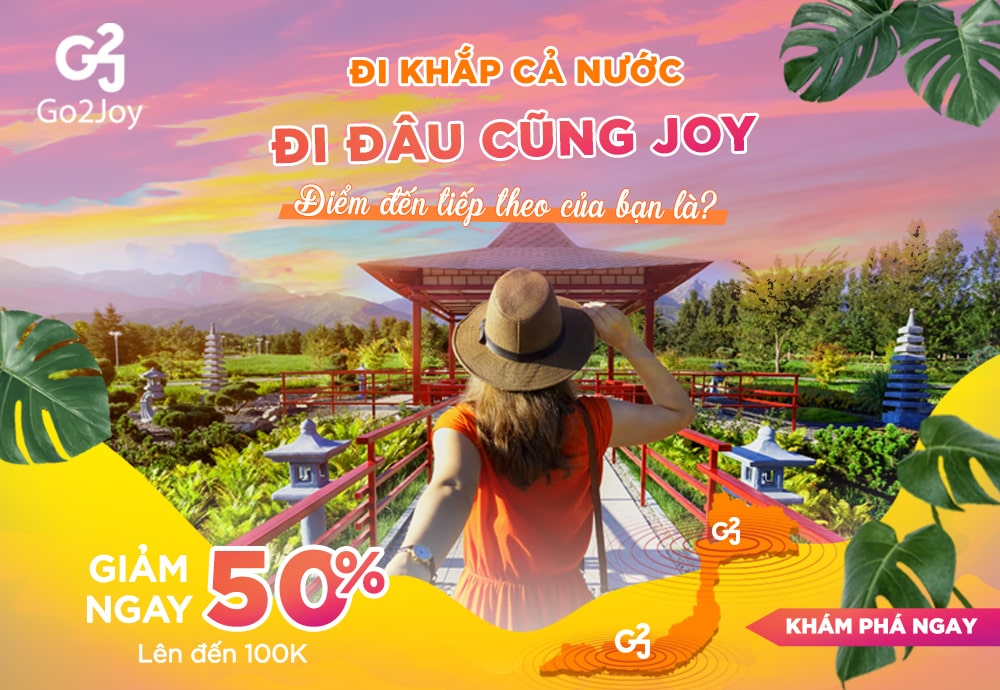 G2J
Go2Joy
ĐI KHẮP CẢ NƯỚC
ĐI ĐÂU CŨNG JOY
Điểm đến tiếp theo của bạn là?
GIẢM
NGAY
50%
Lên đến 100K
G2J
G2J
KHÁM PHÁ NGAY